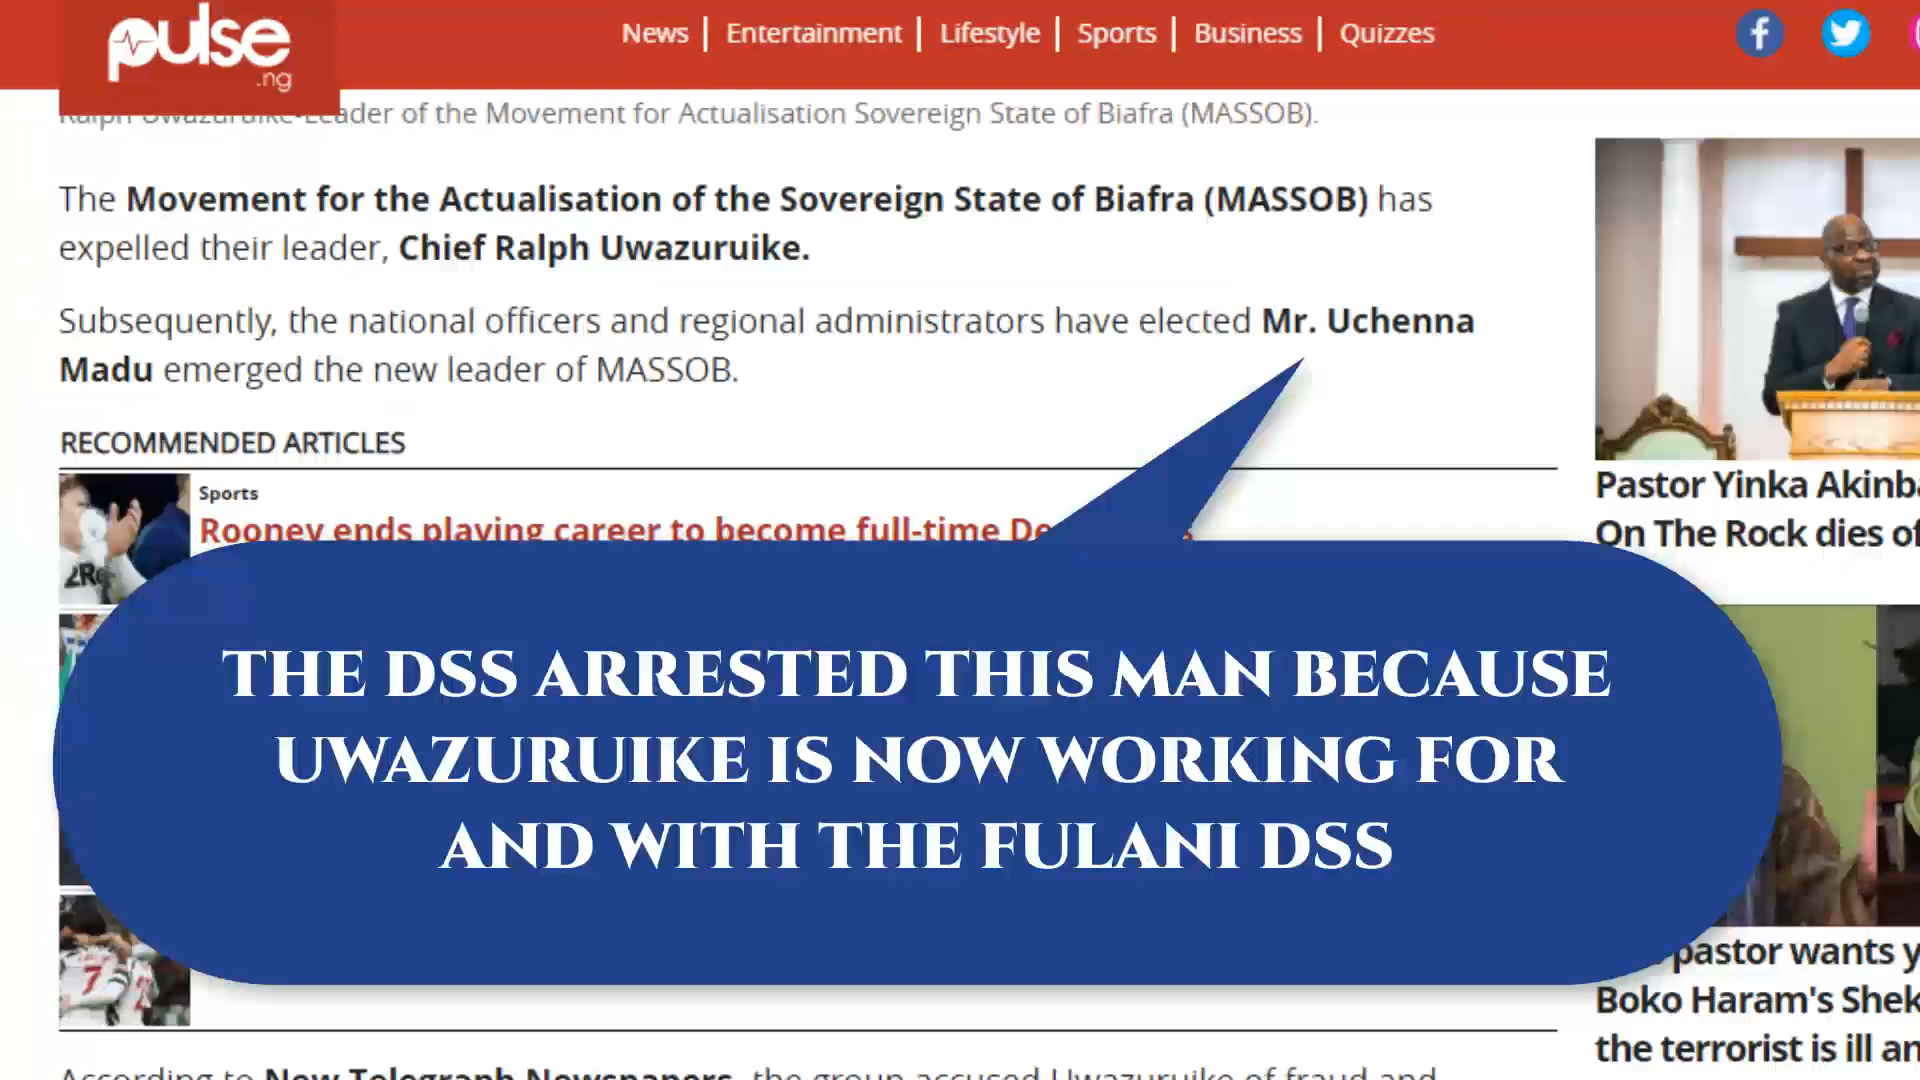 pulse
.ng
News | Entertainment | Lifestyle | Sports | Business | Quizzes
Ralph Uwazuruike-Leader of the Movement for Actualisation Sovereign State of Biafra (MASSOB).
The Movement for the Actualisation of the Sovereign State of Biafra (MASSOB) has
expelled their leader, Chief Ralph Uwazuruike.
Subsequently, the national officers and regional administrators have elected Mr. Uchenna
Madu emerged the new leader of MASSOB.
RECOMMENDED ARTICLES
Sports
Rooney ends playing career to become full-time
THE DSS ARRESTED THIS MAN BECAUSE
UWAZURUIKE IS NOW WORKING FOR
AND WITH THE FULANI DSS
According to New Telegraph Newspapers, the group accused Uwazuruike of fraud and
Pastor Yinka
On The Rock dies of
pastor wants
Boko Haram's
the terrorist is ill